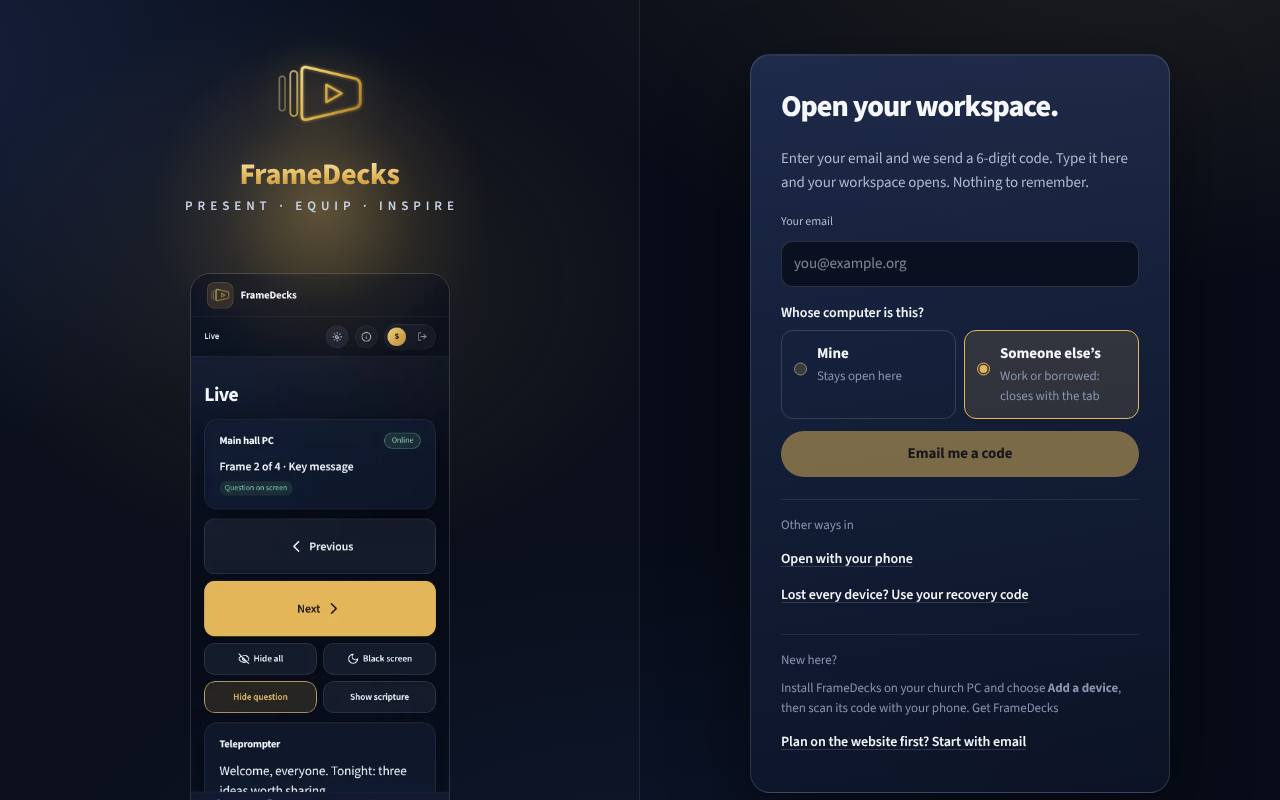 FrameDecks
PRESENT · EQUIP · INSPIRE
FrameDecks
Live
$
Live
Main hall PC
Online
Frame 2 of 4 · Key message
Question on screen
Previous
Next
Hide all
Black screen
Hide question
Show scripture
Teleprompter
Welcome, everyone. Tonight: three
ideas worth sharing
Open your workspace.
Enter your email and we send a 6-digit code. Type it here
and your workspace opens. Nothing to remember.
Your email
you@example.org
Whose computer is this?
Mine
Stays open here
Someone else’s
Work or borrowed:
closes with the tab
Email me a code
Other ways in
Open with your phone
Lost every device? Use your recovery code
New here?
Install FrameDecks on your church PC and choose Add a device,
then scan its code with your phone. Get FrameDecks
Plan on the website first? Start with email